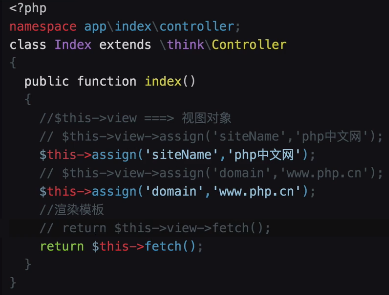 <?php
namespace app\index\controller;
class Index extends \think\Controller
{
  public function index()
  {
    //$this->view ===> 视图对象
    // $this->view->assign('siteName','php中文网');
    $this->assign('siteName','php中文网');
    // $this->view->assign('domain','www.php.cn');
    $this->assign('domain','www.php.cn');
    //渲染模板
    // return $this->view->fetch();
    return $this->fetch();
  }
}